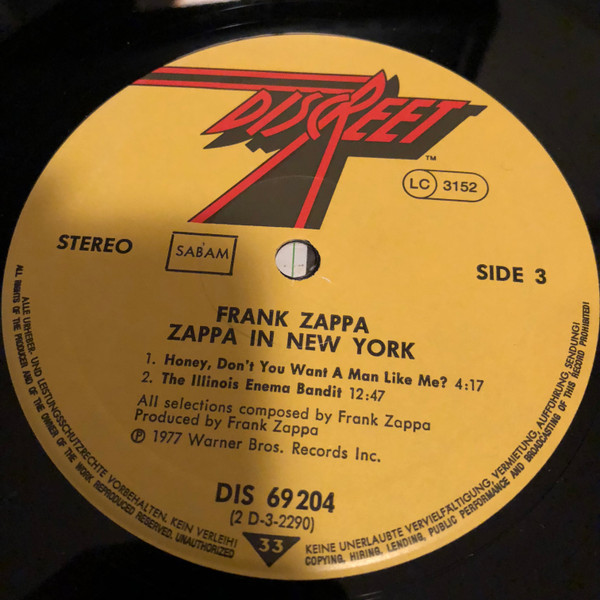 DISCREET
™
LC 3152
STEREO
SABAM
SIDE 3
FRANK ZAPPA
ZAPPA IN NEW YORK
1. Honey, Don't You Want A Man Like Me? 4:17
2. The Illinois Enema Bandit 12:47
All selections composed by Frank Zappa
Produced by Frank Zappa
℗ 1977 Warner Bros. Records Inc.
DIS 69204
(2 D-3-2290)
33
ALLE URHEBER- UND LEISTUNGSSCHUTZRECHTE VORBEHALTEN. KEIN VERLEIH! KEINE UNERLAUBTE VERVIELFÄLTIGUNG, VERMIETUNG, AUFFÜHRUNG, SENDUNG!
ALL RIGHTS OF THE PRODUCER AND OF THE OWNER OF THE WORK REPRODUCED RESERVED. UNAUTHORIZED COPYING, HIRING, LENDING, PUBLIC PERFORMANCE AND BROADCASTING OF THIS RECORD PROHIBITED!